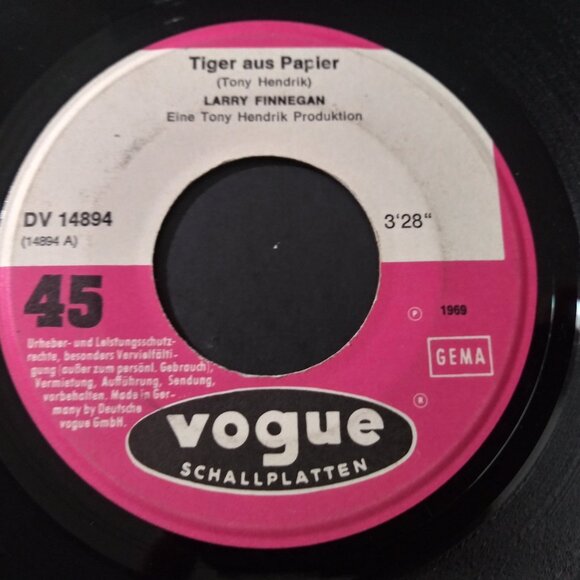 Tiger aus Papier
(Tony Hendrik)
LARRY FINNEGAN
Eine Tony Hendrik Produktion
DV 14894
(14894 A)
3'28"
45
℗ 1969
GEMA
Urheber- und Leistungsschutz-
rechte, besonders Vervielfälti-
gung (außer zum persönl. Gebrauch),
Vermietung, Aufführung, Sendung,
vorbehalten. Made in Ger-
many by Deutsche
vogue GmbH.
®
vogue
SCHALLPLATTEN